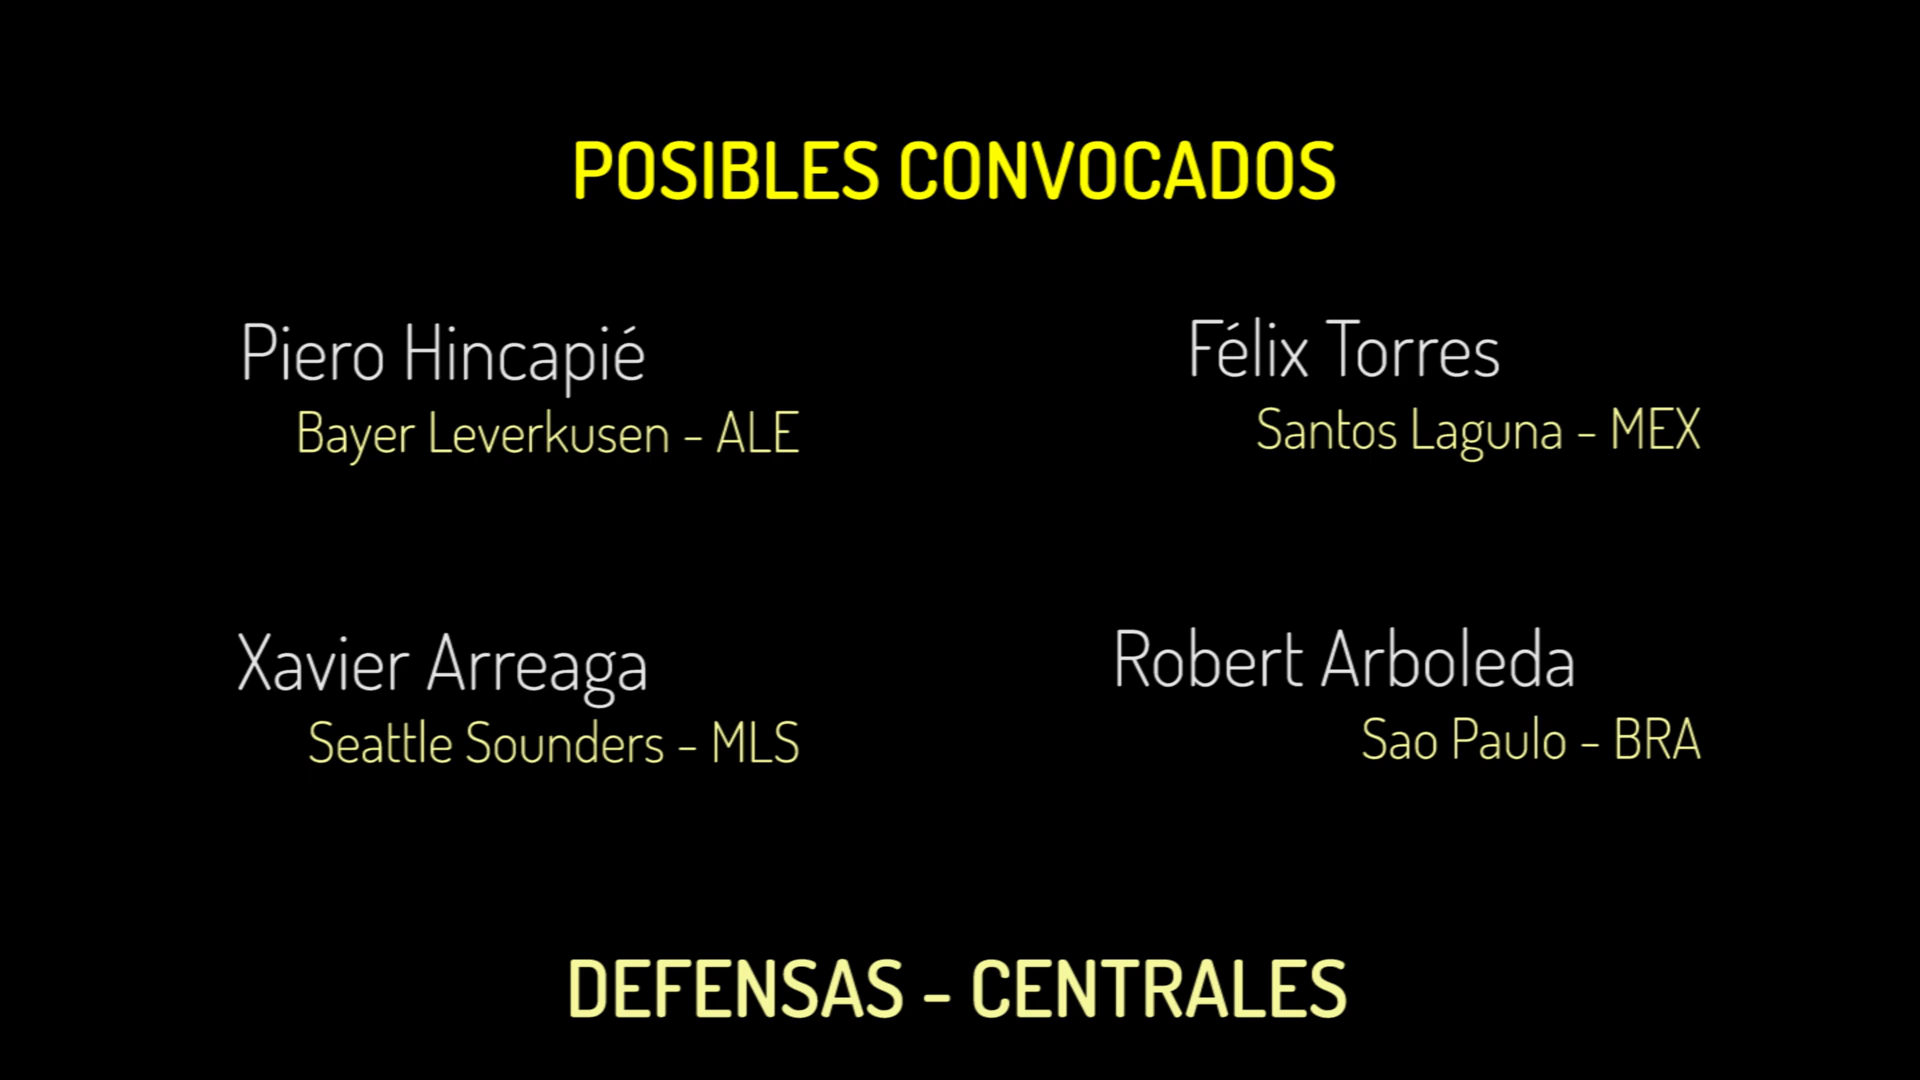 POSIBLES CONVOCADOS
Piero Hincapié
Bayer Leverkusen - ALE
Félix Torres
Santos Laguna - MEX
Xavier Arreaga
Seattle Sounders - MLS
Robert Arboleda
Sao Paulo - BRA
DEFENSAS - CENTRALES